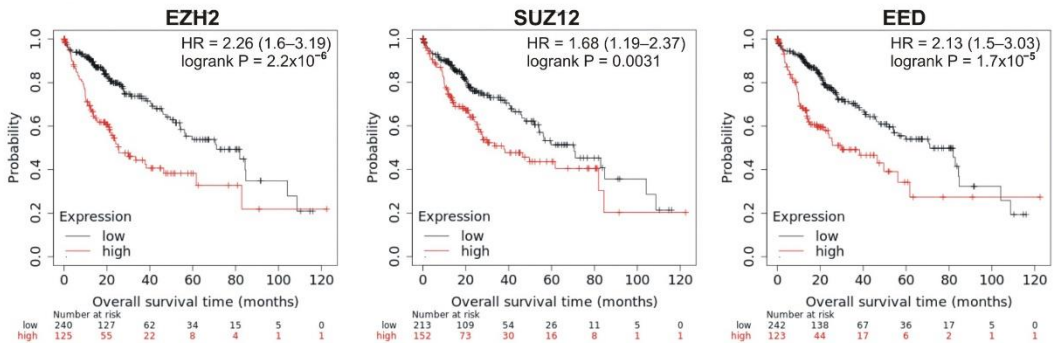 EZH2
HR = 2.26 (1.6–3.19)
logrank P = 2.2x10⁻⁶
Probability
1.0
0.8
0.6
0.4
0.2
0.0
Expression
low
high
0 20 40 60 80 100 120
Overall survival time (months)
Number at risk
low 240 127 62 34 15 5 0
high 125 55 22 8 4 1 1
SUZ12
HR = 1.68 (1.19–2.37)
logrank P = 0.0031
Probability
1.0
0.8
0.6
0.4
0.2
0.0
Expression
low
high
0 20 40 60 80 100 120
Overall survival time (months)
Number at risk
low 213 109 54 26 11 5 0
high 152 73 30 16 8 1 1
EED
HR = 2.13 (1.5–3.03)
logrank P = 1.7x10⁻⁵
Probability
1.0
0.8
0.6
0.4
0.2
0.0
Expression
low
high
0 20 40 60 80 100 120
Overall survival time (months)
Number at risk
low 242 138 67 36 17 5 0
high 123 44 17 6 2 1 1